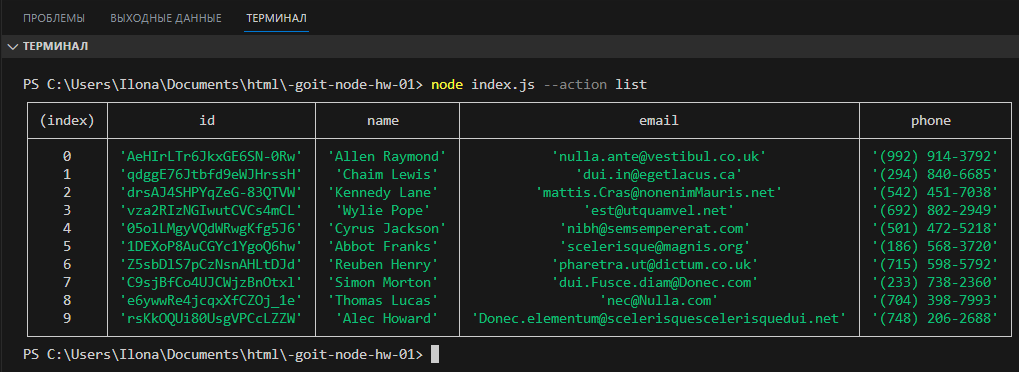 ПРОБЛЕМЫ ВЫХОДНЫЕ ДАННЫЕ ТЕРМИНАЛ
ТЕРМИНАЛ
PS C:\Users\Ilona\Documents\html\-goit-node-hw-01> node index.js --action list
(index) id name email phone
0 'AeHIrLTr6JkxGE6SN-0Rw' 'Allen Raymond' 'nulla.ante@vestibul.co.uk' '(992) 914-3792'
1 'qdggE76Jtbfd9eWJHrssH' 'Chaim Lewis' 'dui.in@egetlacus.ca' '(294) 840-6685'
2 'drsAJ4SHPYqZeG-83QTVW' 'Kennedy Lane' 'mattis.Cras@nonenimMauris.net' '(542) 451-7038'
3 'vza2RIzNGIwutCVCs4mCL' 'Wylie Pope' 'est@utquamvel.net' '(692) 802-2949'
4 '05olLMgyVQdWRwgKfg5J6' 'Cyrus Jackson' 'nibh@semsempererat.com' '(501) 472-5218'
5 '1DEXoP8AuCGYc1YgoQ6hw' 'Abbot Franks' 'scelerisque@magnis.org' '(186) 568-3720'
6 'Z5sbDlS7pCzNsnAHLtDJd' 'Reuben Henry' 'pharetra.ut@dictum.co.uk' '(715) 598-5792'
7 'C9sjBfCo4UJCWjzBnOtxl' 'Simon Morton' 'dui.Fusce.diam@Donec.com' '(233) 738-2360'
8 'e6ywwRe4jcqxXfCZOj_1e' 'Thomas Lucas' 'nec@Nulla.com' '(704) 398-7993'
9 'rsKkOQUi80UsgVPCcLZZW' 'Alec Howard' 'Donec.elementum@scelerisquescelerisquedui.net' '(748) 206-2688'
PS C:\Users\Ilona\Documents\html\-goit-node-hw-01>